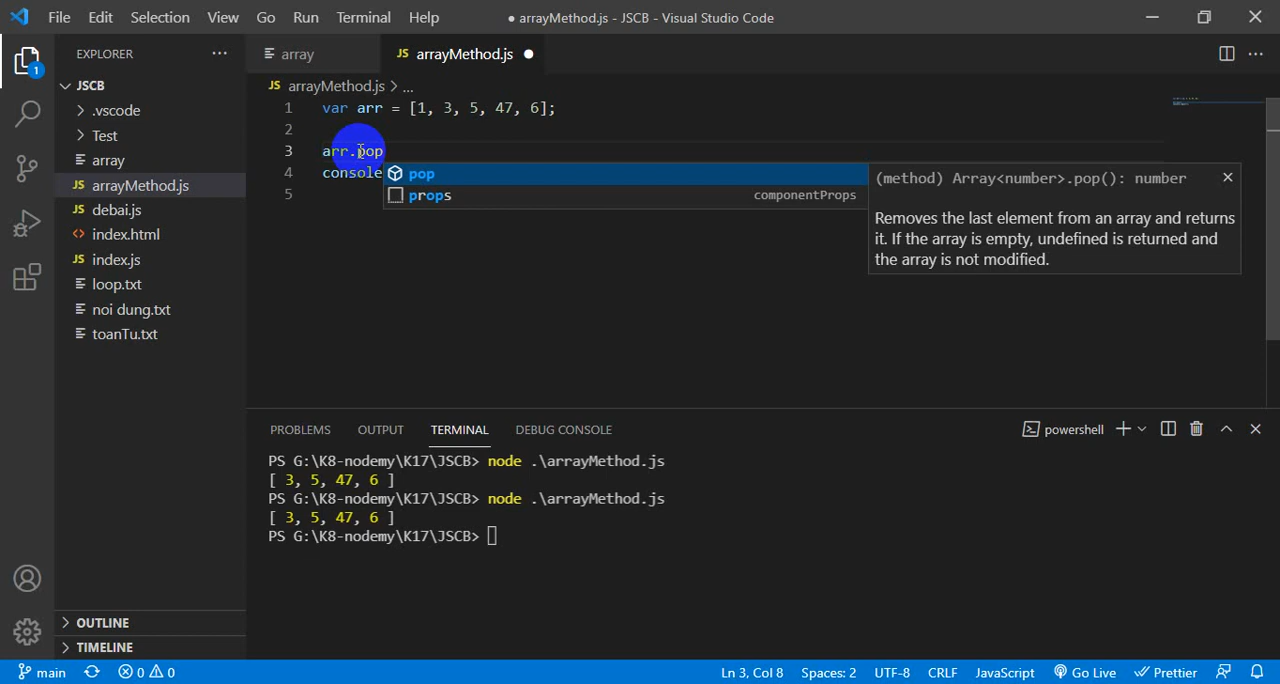 File Edit Selection View Go Run Terminal Help
● arrayMethod.js - JSCB - Visual Studio Code
EXPLORER
1
JSCB
.vscode
Test
array
JS arrayMethod.js
JS debai.js
<> index.html
JS index.js
loop.txt
noi dung.txt
toanTu.txt
OUTLINE
TIMELINE
array
JS arrayMethod.js ●
JS arrayMethod.js > ...
1 var arr = [1, 3, 5, 47, 6];
2
3 arr.pop
4 console
5
pop
props componentProps
(method) Array<number>.pop(): number
Removes the last element from an array and returns
it. If the array is empty, undefined is returned and
the array is not modified.
PROBLEMS OUTPUT TERMINAL DEBUG CONSOLE
powershell
PS G:\K8-nodemy\K17\JSCB> node .\arrayMethod.js
[ 3, 5, 47, 6 ]
PS G:\K8-nodemy\K17\JSCB> node .\arrayMethod.js
[ 3, 5, 47, 6 ]
PS G:\K8-nodemy\K17\JSCB>
main 0 0 Ln 3, Col 8 Spaces: 2 UTF-8 CRLF JavaScript Go Live Prettier